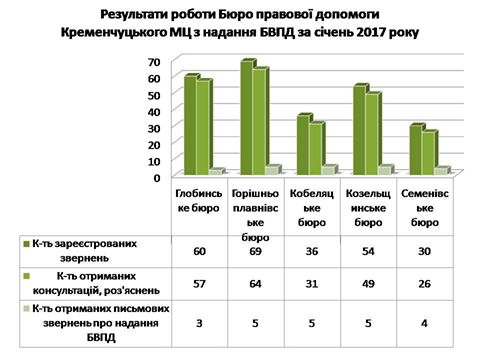 Результати роботи Бюро правової допомоги
Кременчуцького МЦ з надання БВПД за січень 2017 року
70
60
50
40
30
20
10
0
Глобинсь
ке бюро
Горішньо
плавнівс
ьке
бюро
Кобеляц
ьке
бюро
Козельщ
инське
бюро
Семенівс
ьке бюро
К-ть зареєстрованих
звернень
60 69 36 54 30
К-ть отриманих
консультацій, роз'яснень
57 64 31 49 26
К-ть отриманих письмових
звернень про надання
БВПД
3 5 5 5 4